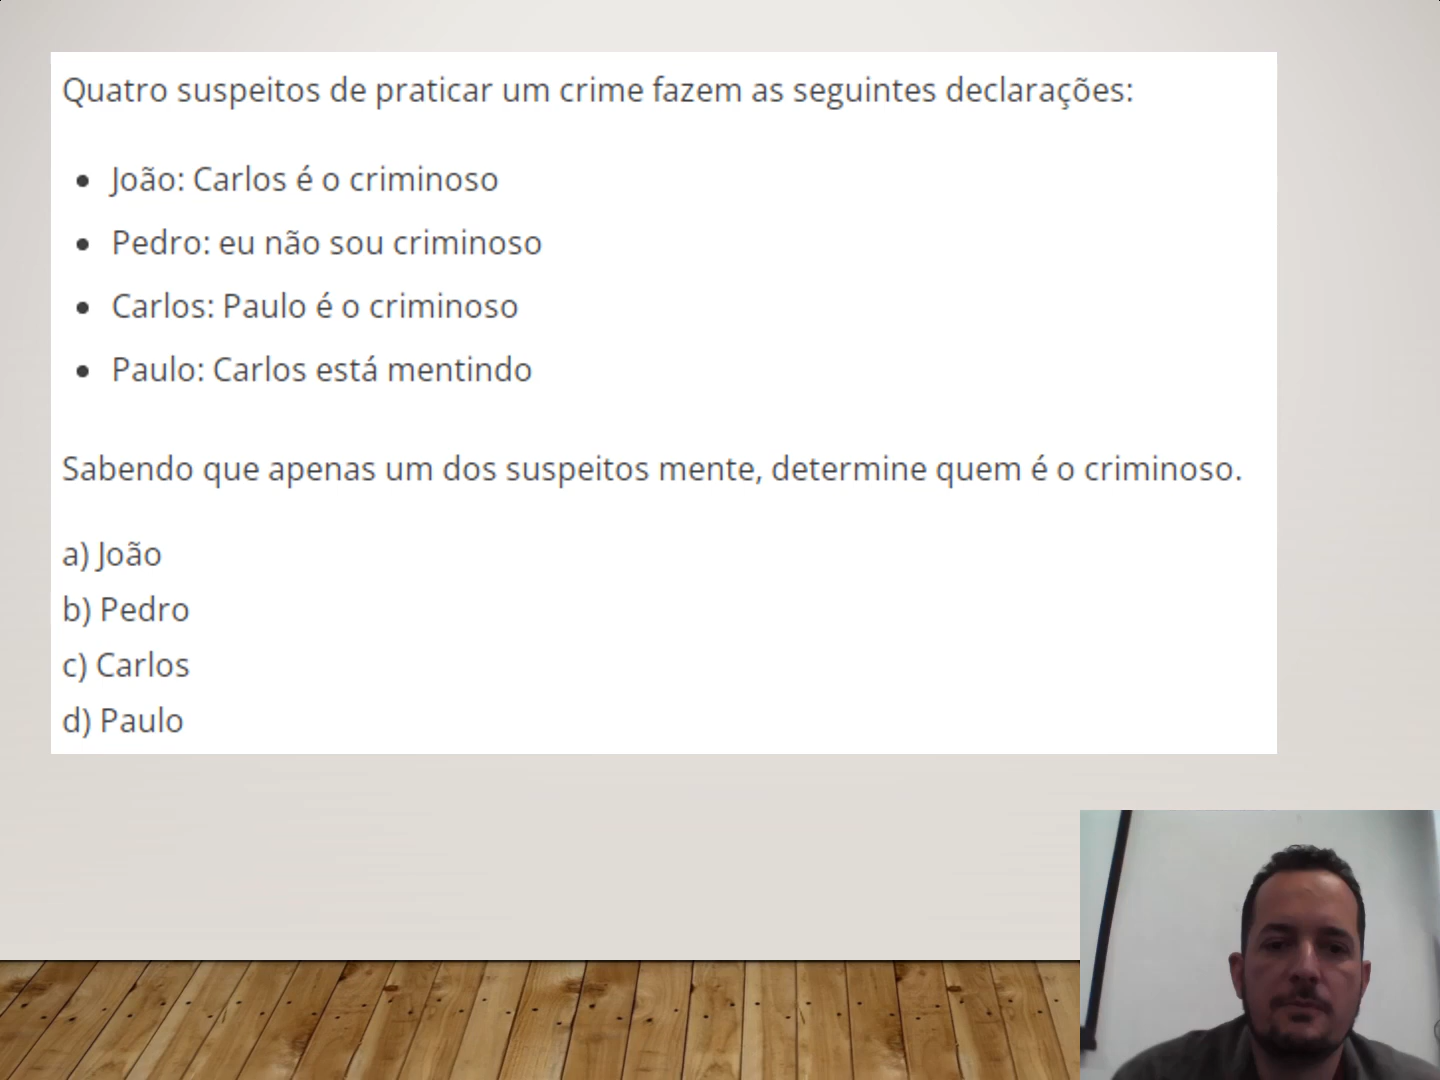 Quatro suspeitos de praticar um crime fazem as seguintes declarações:
• João: Carlos é o criminoso
• Pedro: eu não sou criminoso
• Carlos: Paulo é o criminoso
• Paulo: Carlos está mentindo
Sabendo que apenas um dos suspeitos mente, determine quem é o criminoso.
a) João
b) Pedro
c) Carlos
d) Paulo